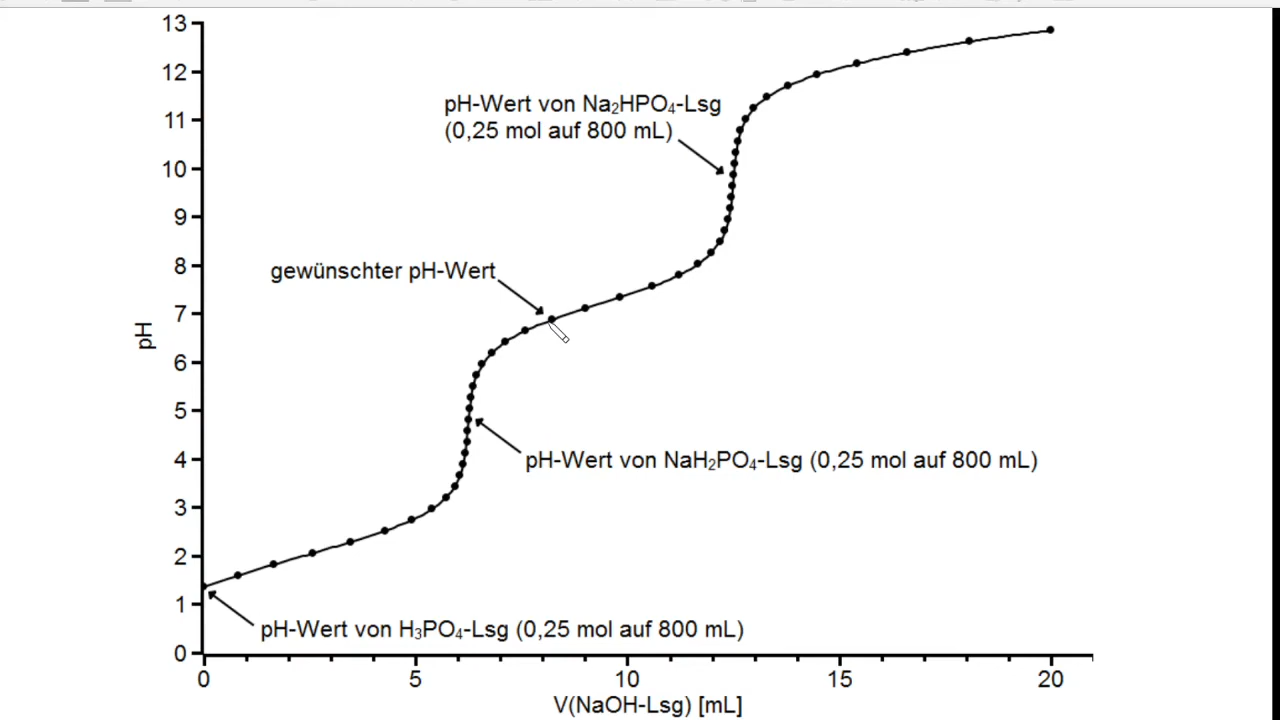 13
12
11
10
9
8
7
6
5
4
3
2
1
0
pH
pH-Wert von Na₂HPO₄-Lsg
(0,25 mol auf 800 mL)
gewünschter pH-Wert
pH-Wert von NaH₂PO₄-Lsg (0,25 mol auf 800 mL)
pH-Wert von H₃PO₄-Lsg (0,25 mol auf 800 mL)
0 5 10 15 20
V(NaOH-Lsg) [mL]